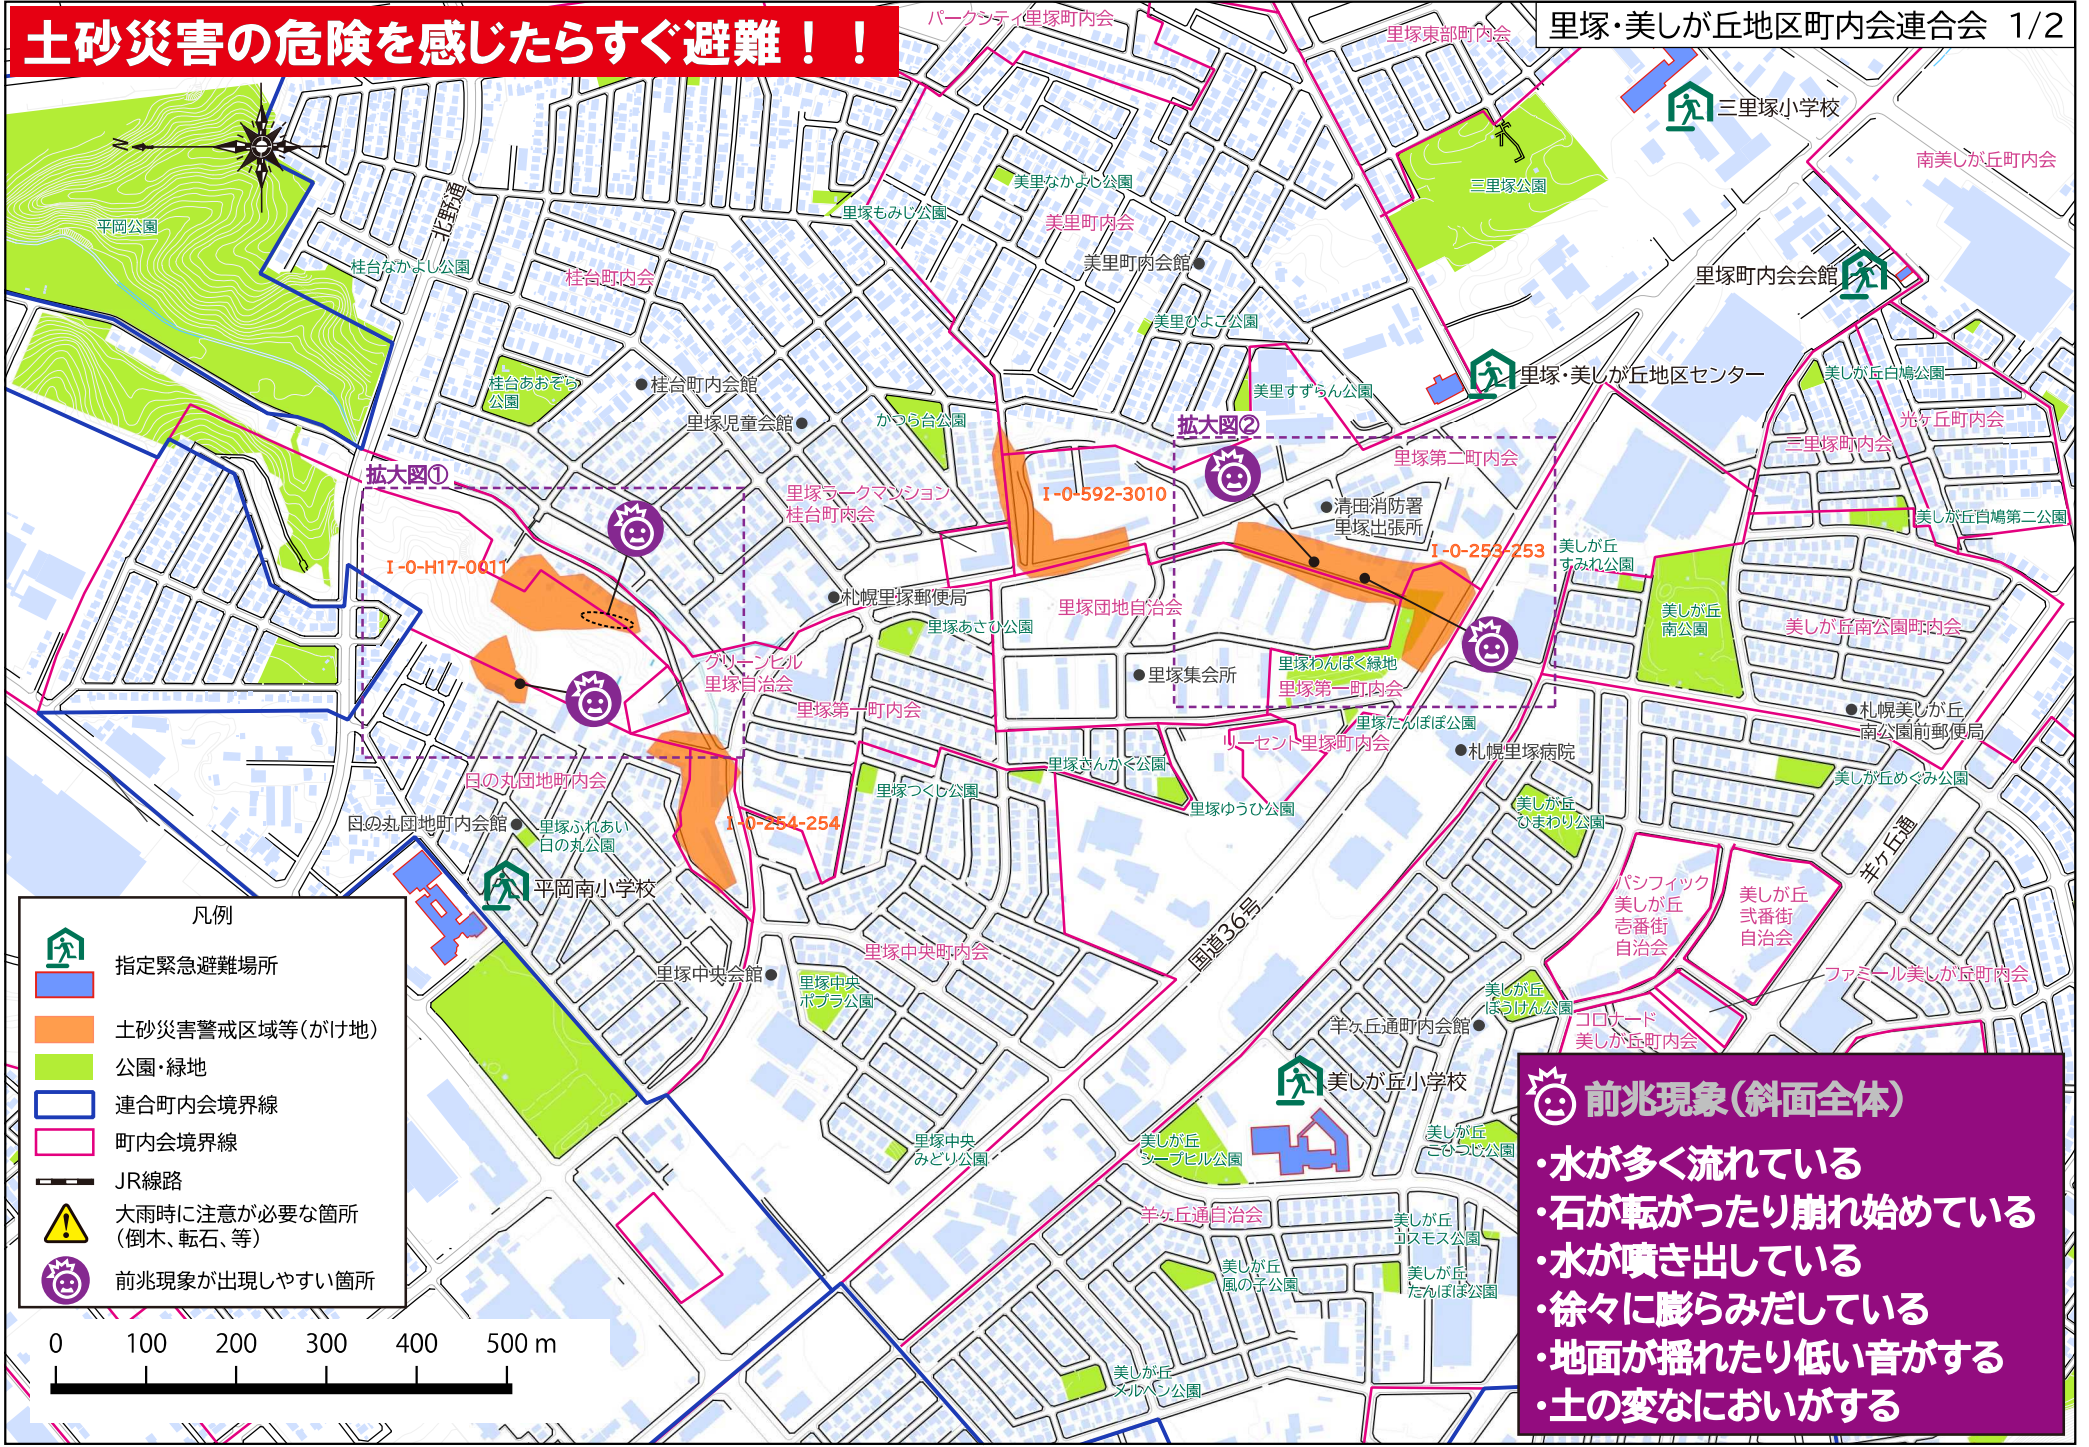 土砂災害の危険を感じたらすぐ避難！！
里塚・美しが丘地区町内会連合会 1/2
パークシティ里塚町内会
里塚東部町内会
三里塚小学校
南美しが丘町内会
N
平岡公園
北野通
里塚もみじ公園
美里なかよし公園
美里町内会
三里塚公園
桂台なかよし公園
桂台町内会
美里町内会館
里塚町内会会館
美里ひよこ公園
桂台あおぞら
公園
桂台町内会館
里塚児童会館
かつら台公園
美里すずらん公園
里塚・美しが丘地区センター
美しが丘白鳩公園
光ヶ丘町内会
三里塚町内会
拡大図①
拡大図②
里塚第二町内会
里塚ラークマンション
桂台町内会
I-0-592-3010
清田消防署
里塚出張所
美しが丘白鳩第二公園
I-0-H17-0011
I-0-253-253
美しが丘
すみれ公園
札幌里塚郵便局
里塚あさひ公園
里塚団地自治会
美しが丘
南公園
美しが丘南公園町内会
グリーンヒル
里塚自治会
里塚集会所
里塚わんぱく緑地
里塚第一町内会
里塚第一町内会
里塚たんぽぽ公園
札幌美しが丘
南公園前郵便局
リーセント里塚町内会
札幌里塚病院
日の丸団地町内会
里塚さんかく公園
里塚つくし公園
里塚ゆうひ公園
美しが丘めぐみ公園
日の丸団地町内会館
里塚ふれあい
日の丸公園
I-0-254-254
美しが丘
ひまわり公園
羊ヶ丘通
平岡南小学校
パシフィック
美しが丘
壱番街
自治会
美しが丘
弐番街
自治会
国道36号
里塚中央町内会
里塚中央会館
里塚中央
ポプラ公園
ファミール美しが丘町内会
美しが丘
ぼうけん公園
羊ヶ丘通町内会館
コロナード
美しが丘町内会
美しが丘小学校
里塚中央
みどり公園
美しが丘
シープヒル公園
美しが丘
こひつじ公園
羊ヶ丘通自治会
美しが丘
コスモス公園
美しが丘
風の子公園
美しが丘
たんぽぽ公園
美しが丘
メルヘン公園
凡例
指定緊急避難場所
土砂災害警戒区域等（がけ地）
公園・緑地
連合町内会境界線
町内会境界線
JR線路
大雨時に注意が必要な箇所
（倒木、転石、等）
前兆現象が出現しやすい箇所
0 100 200 300 400 500 m
前兆現象（斜面全体）
・水が多く流れている
・石が転がったり崩れ始めている
・水が噴き出している
・徐々に膨らみだしている
・地面が揺れたり低い音がする
・土の変なにおいがする